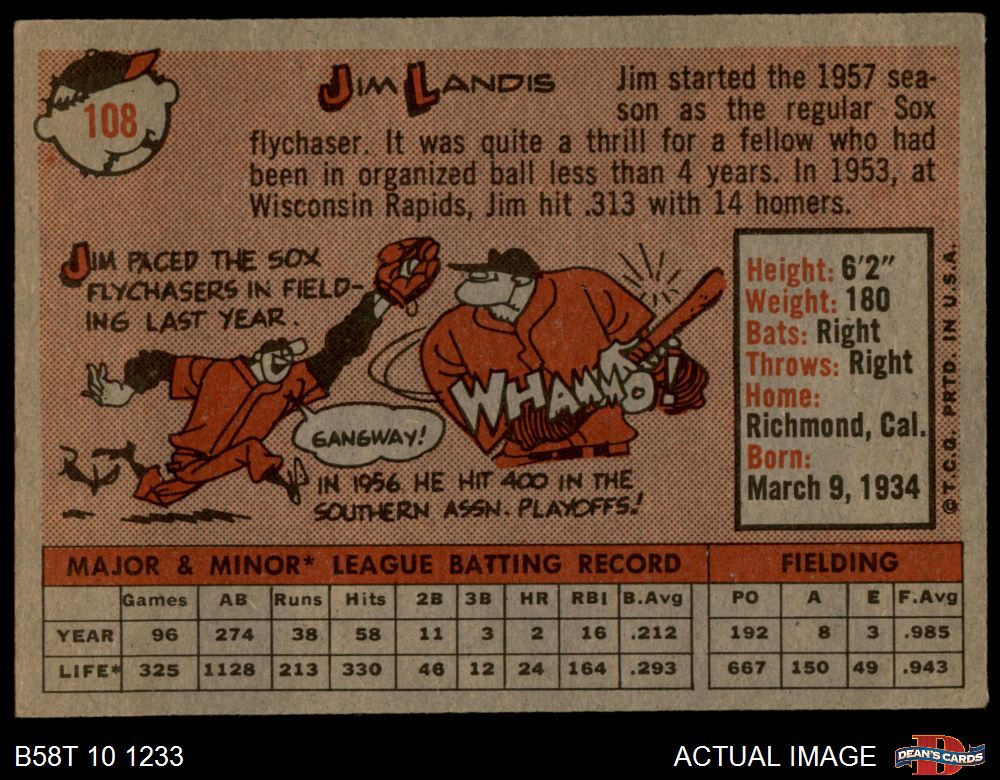 108
JIM LANDIS
Jim started the 1957 sea-
son as the regular Sox
flychaser. It was quite a thrill for a fellow who had
been in organized ball less than 4 years. In 1953, at
Wisconsin Rapids, Jim hit .313 with 14 homers.
JIM PACED THE SOX
FLYCHASERS IN FIELD-
ING LAST YEAR.
GANGWAY!
WHAMMO!
IN 1956 HE HIT 400 IN THE
SOUTHERN ASSN. PLAYOFFS!
Height: 6'2"
Weight: 180
Bats: Right
Throws: Right
Home:
Richmond, Cal.
Born:
March 9, 1934
© T.C.G. PRTD. IN U.S.A.
MAJOR & MINOR* LEAGUE BATTING RECORD FIELDING
Games AB Runs Hits 2B 3B HR RBI B.Avg PO A E F.Avg
YEAR 96 274 38 58 11 3 2 16 .212 192 8 3 .985
LIFE* 325 1128 213 330 46 12 24 164 .293 667 150 49 .943
B58T 10 1233
ACTUAL IMAGE
D
DEAN'S CARDS